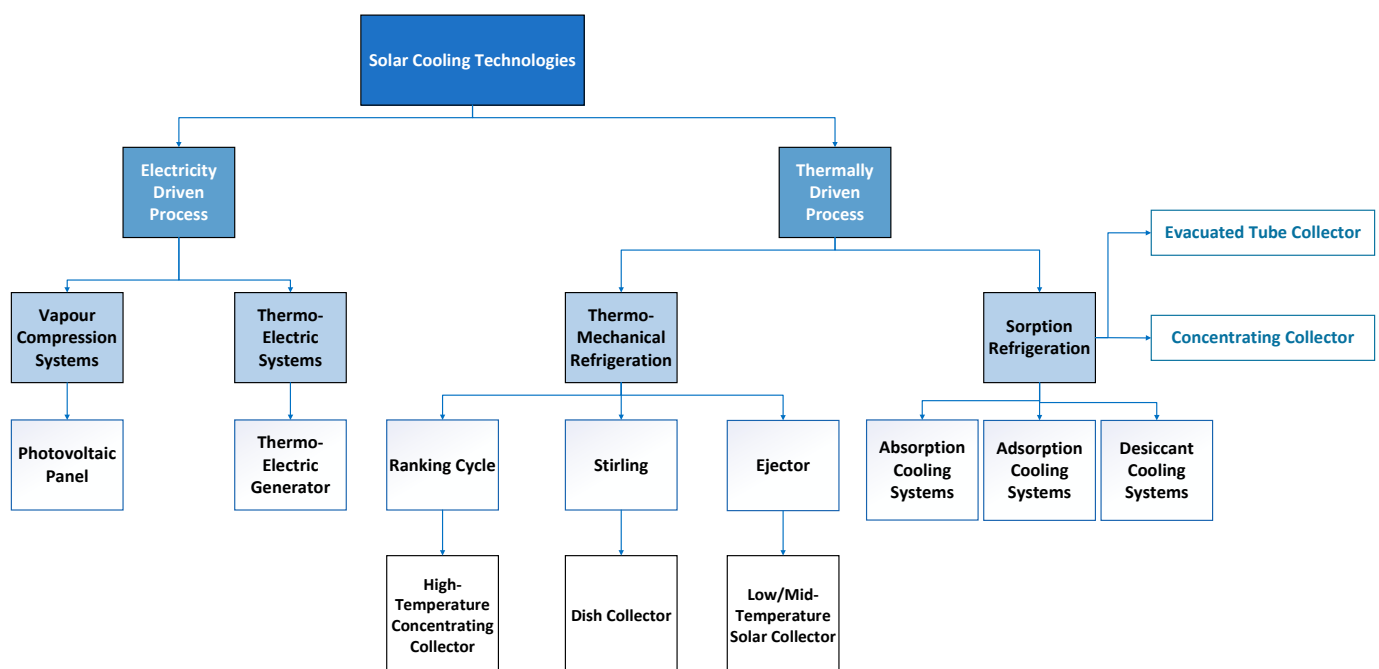 Solar Cooling Technologies
Electricity
Driven
Process
Thermally
Driven
Process
Evacuated Tube Collector
Concentrating Collector
Vapour
Compression
Systems
Thermo-
Electric
Systems
Thermo-
Mechanical
Refrigeration
Sorption
Refrigeration
Photovoltaic
Panel
Thermo-
Electric
Generator
Ranking Cycle
Stirling
Ejector
Absorption
Cooling
Systems
Adsorption
Cooling
Systems
Desiccant
Cooling
Systems
High-
Temperature
Concentrating
Collector
Dish Collector
Low/Mid-
Temperature
Solar Collector